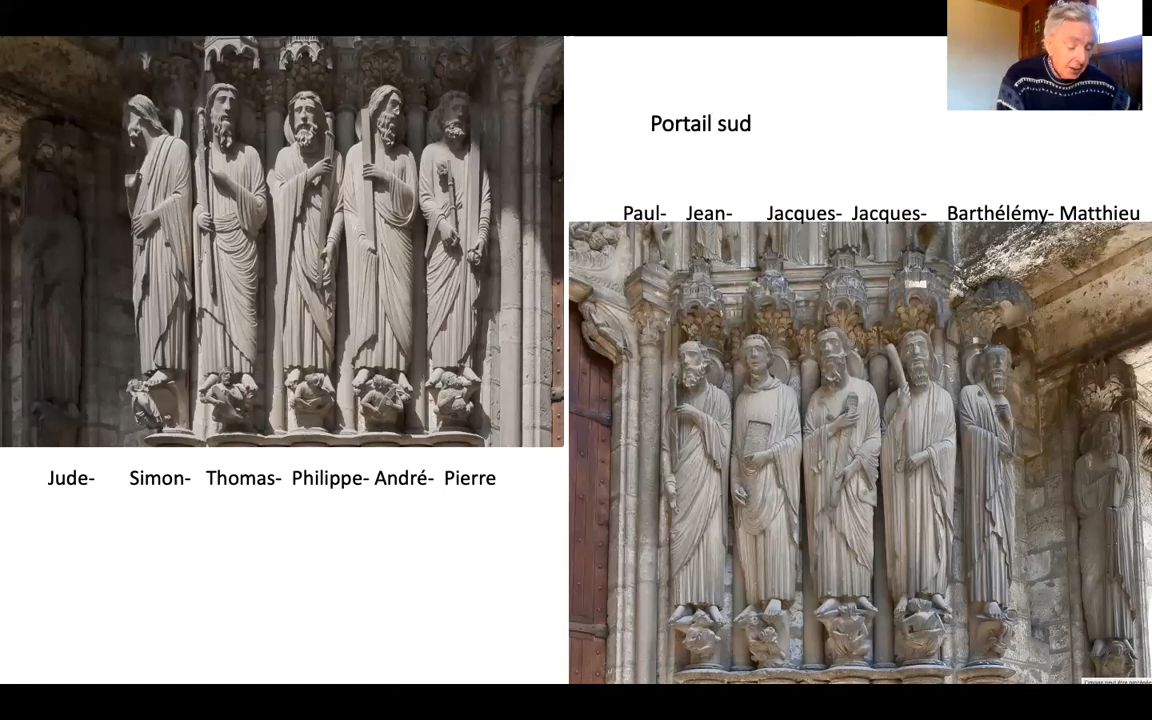 Portail sud
Paul- Jean- Jacques- Jacques- Barthélémy- Matthieu
Jude- Simon- Thomas- Philippe- André- Pierre